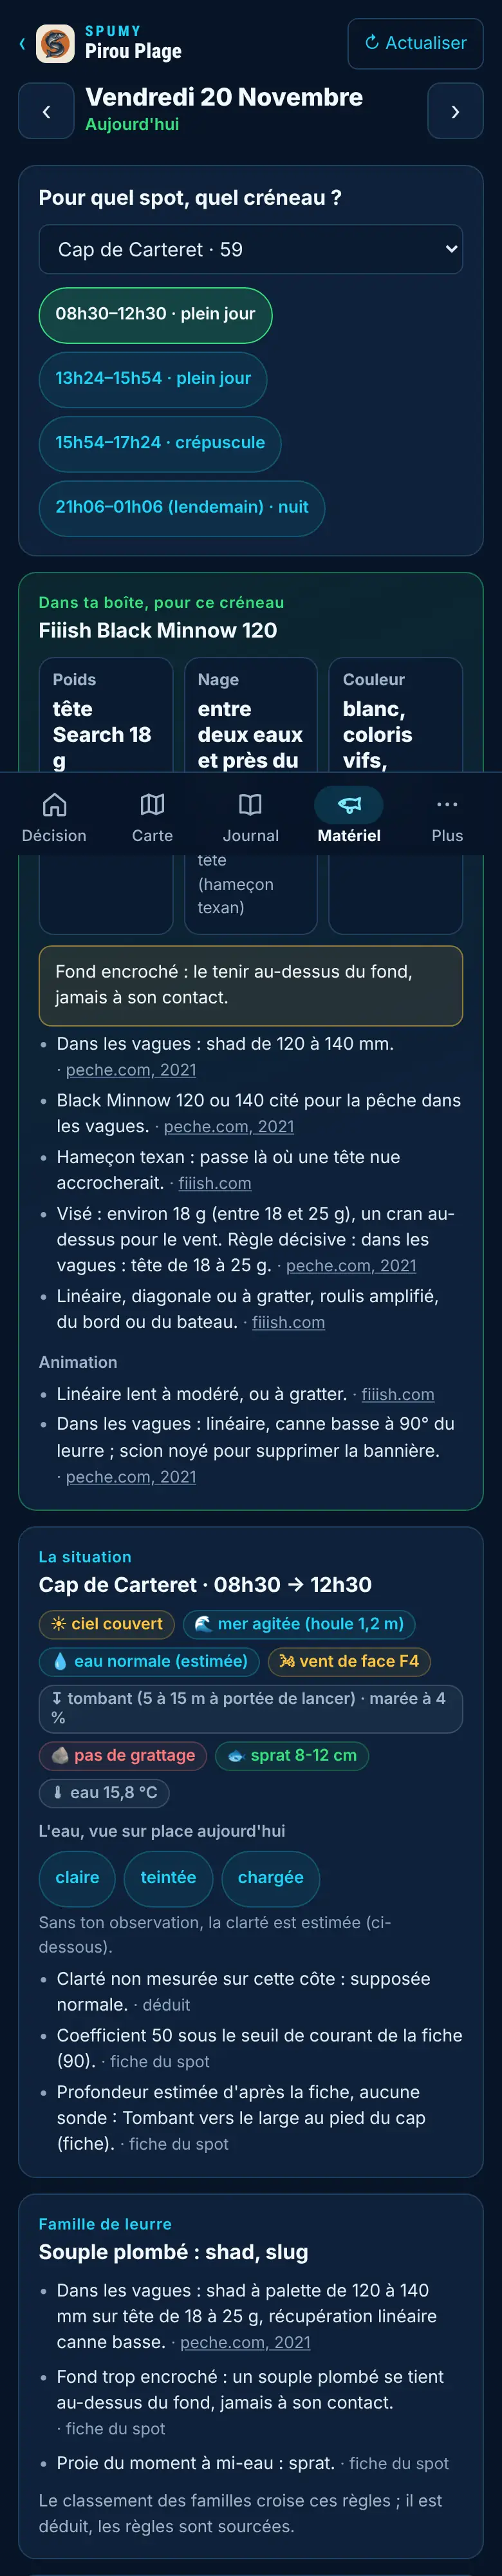 SPUMY
Pirou Plage
Actualiser
Vendredi 20 Novembre
Aujourd'hui
Pour quel spot, quel créneau ?
Cap de Carteret · 59
08h30–12h30 · plein jour
13h24–15h54 · plein jour
15h54–17h24 · crépuscule
21h06–01h06 (lendemain) · nuit
Dans ta boîte, pour ce créneau
Fiiish Black Minnow 120
Poids
tête
Search 18
g
Nage
entre
deux eaux
et près du
Couleur
blanc,
coloris
vifs,
Décision
Carte
Journal
Matériel
Plus
tête
(hameçon
texan)
Fond encroché : le tenir au-dessus du fond,
jamais à son contact.
• Dans les vagues : shad de 120 à 140 mm.
· peche.com, 2021
• Black Minnow 120 ou 140 cité pour la pêche dans
les vagues. · peche.com, 2021
• Hameçon texan : passe là où une tête nue
accrocherait. · fiiish.com
• Visé : environ 18 g (entre 18 et 25 g), un cran au-
dessus pour le vent. Règle décisive : dans les
vagues : tête de 18 à 25 g. · peche.com, 2021
• Linéaire, diagonale ou à gratter, roulis amplifié,
du bord ou du bateau. · fiiish.com
Animation
• Linéaire lent à modéré, ou à gratter. · fiiish.com
• Dans les vagues : linéaire, canne basse à 90° du
leurre ; scion noyé pour supprimer la bannière.
· peche.com, 2021
La situation
Cap de Carteret · 08h30 → 12h30
☀ ciel couvert
🌊 mer agitée (houle 1,2 m)
💧 eau normale (estimée)
🌬 vent de face F4
↧ tombant (5 à 15 m à portée de lancer) · marée à 4
%
🪨 pas de grattage
🐟 sprat 8-12 cm
🌡 eau 15,8 °C
L'eau, vue sur place aujourd'hui
claire
teintée
chargée
Sans ton observation, la clarté est estimée (ci-
dessous).
• Clarté non mesurée sur cette côte : supposée
normale. · déduit
• Coefficient 50 sous le seuil de courant de la fiche
(90). · fiche du spot
• Profondeur estimée d'après la fiche, aucune
sonde : Tombant vers le large au pied du cap
(fiche). · fiche du spot
Famille de leurre
Souple plombé : shad, slug
• Dans les vagues : shad à palette de 120 à 140
mm sur tête de 18 à 25 g, récupération linéaire
canne basse. · peche.com, 2021
• Fond trop encroché : un souple plombé se tient
au-dessus du fond, jamais à son contact.
· fiche du spot
• Proie du moment à mi-eau : sprat. · fiche du spot
Le classement des familles croise ces règles ; il est
déduit, les règles sont sourcées.